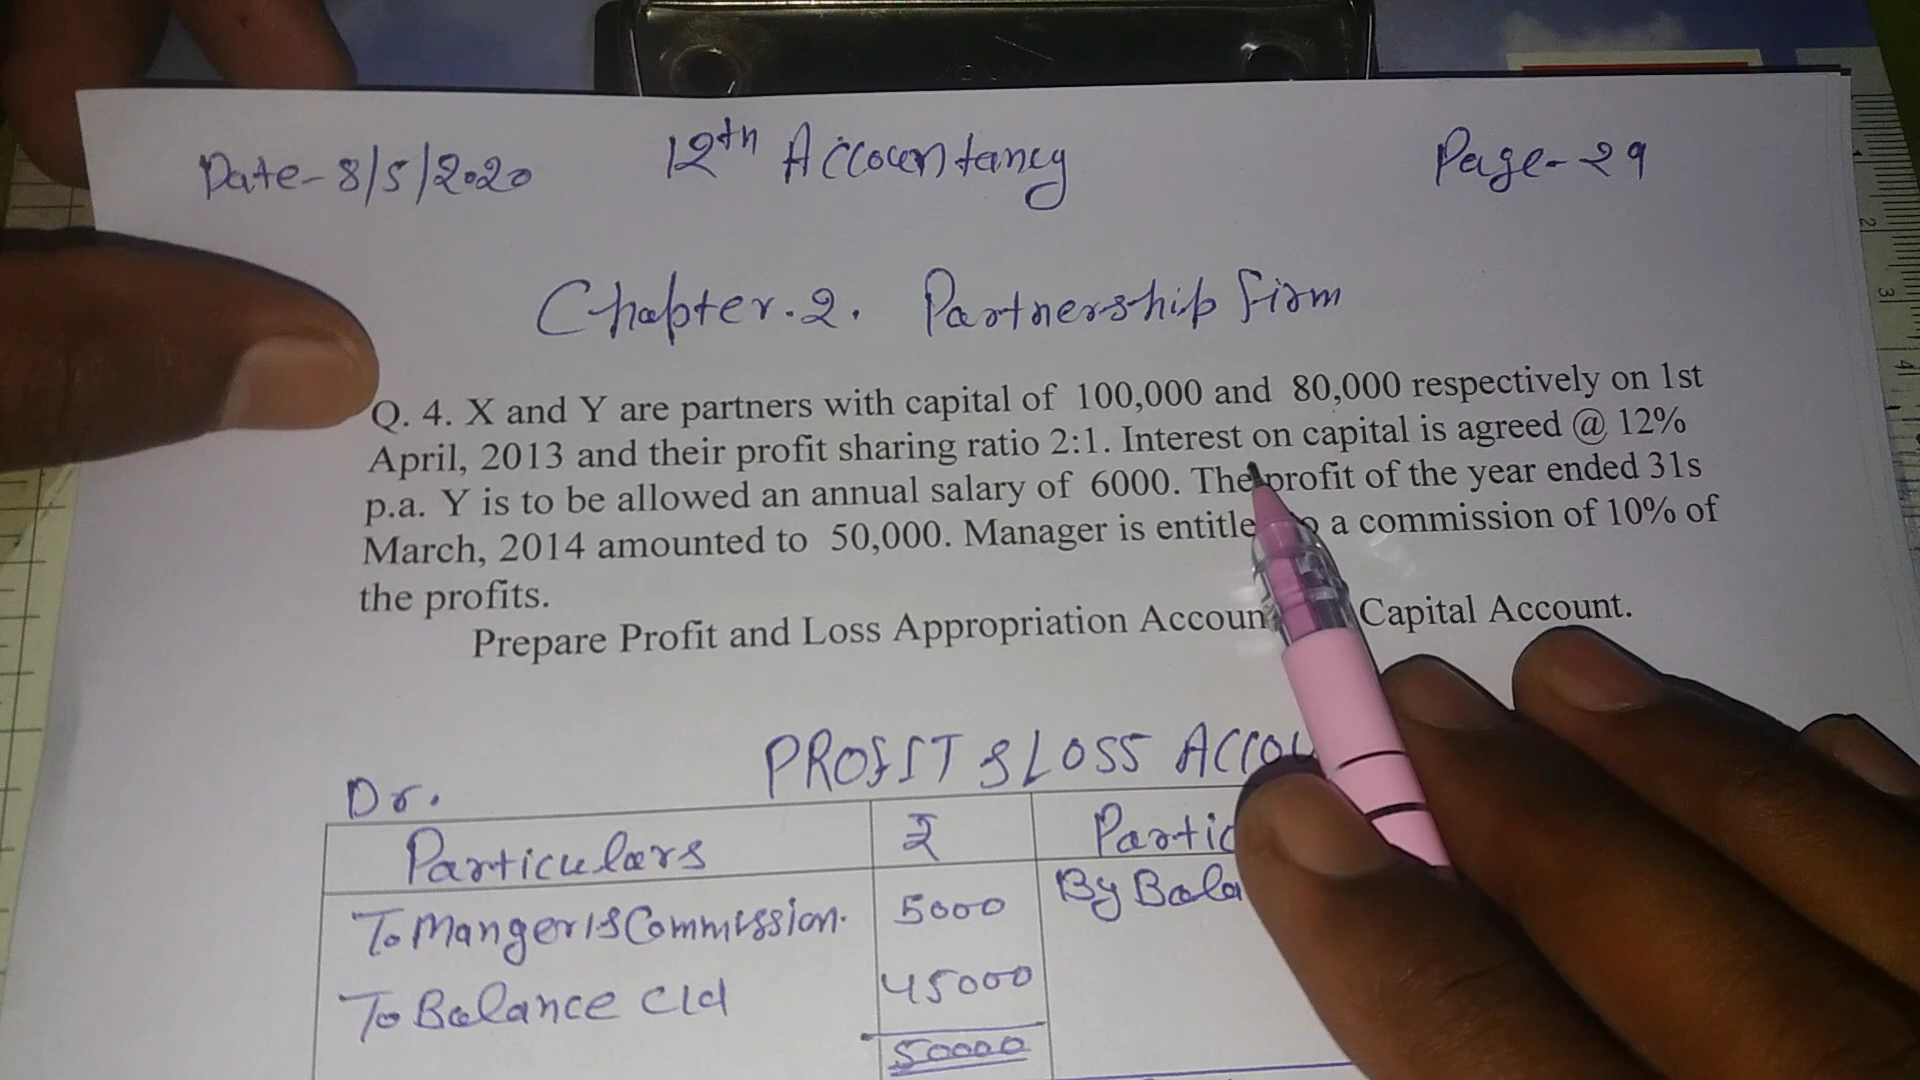 Date-8/5/2020 12th Accountancy Page-29
Chapter.2. Partnership firm
Q. 4. X and Y are partners with capital of 100,000 and 80,000 respectively on 1st
April, 2013 and their profit sharing ratio 2:1. Interest on capital is agreed @ 12%
p.a. Y is to be allowed an annual salary of 6000. The profit of the year ended 31s
March, 2014 amounted to 50,000. Manager is a commission of 10% of
the profits.
Prepare Profit and Loss Appropriation Capital Account.
PROFIT & LOSS
Dr.
Particulars ₹
To Manger's Commission. 5000 By
To Balance C/d 45000
50000